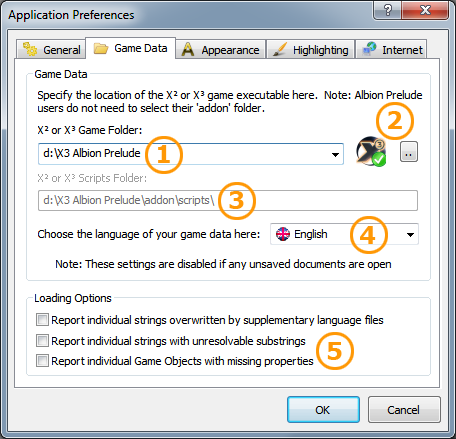 Application Preferences
General
Game Data
Appearance
Highlighting
Internet
Game Data
Specify the location of the X² or X³ game executable here. Note: Albion Prelude
users do not need to select their 'addon' folder.
2
X² or X³ Game Folder:
d:\X3 Albion Prelude
1
3
..
X² or X³ Scripts Folder:
d:\X3 Albion Prelude\addon\scripts\
3
Choose the language of your game data here:
English
4
Note: These settings are disabled if any unsaved documents are open
Loading Options
Report individual strings overwritten by supplementary language files
Report individual strings with unresolvable substrings
5
Report individual Game Objects with missing properties
OK
Cancel